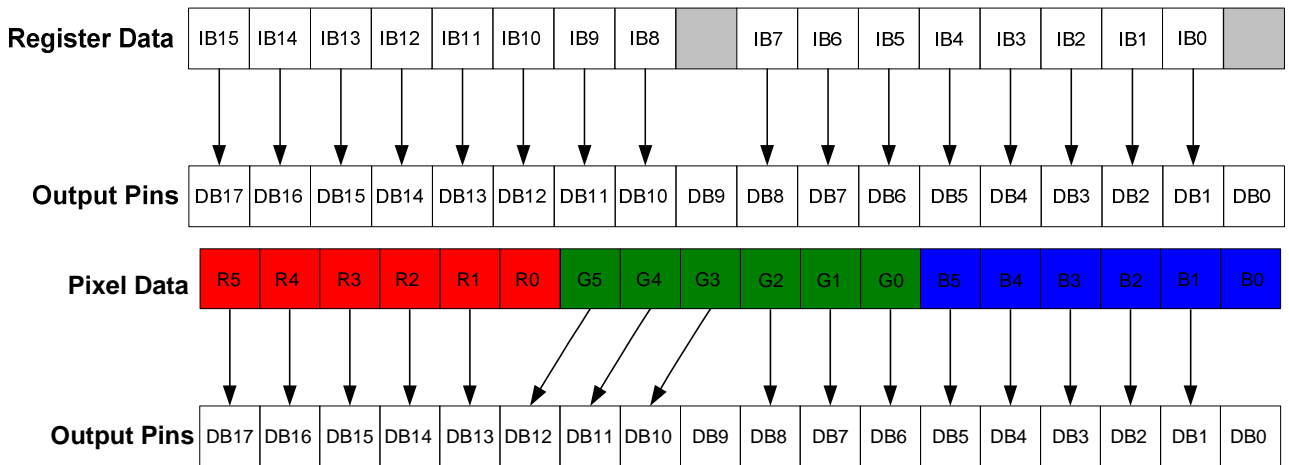 Register Data IB15 IB14 IB13 IB12 IB11 IB10 IB9 IB8 IB7 IB6 IB5 IB4 IB3 IB2 IB1 IB0
Output Pins DB17 DB16 DB15 DB14 DB13 DB12 DB11 DB10 DB9 DB8 DB7 DB6 DB5 DB4 DB3 DB2 DB1 DB0
Pixel Data R5 R4 R3 R2 R1 R0 G5 G4 G3 G2 G1 G0 B5 B4 B3 B2 B1 B0
Output Pins DB17 DB16 DB15 DB14 DB13 DB12 DB11 DB10 DB9 DB8 DB7 DB6 DB5 DB4 DB3 DB2 DB1 DB0